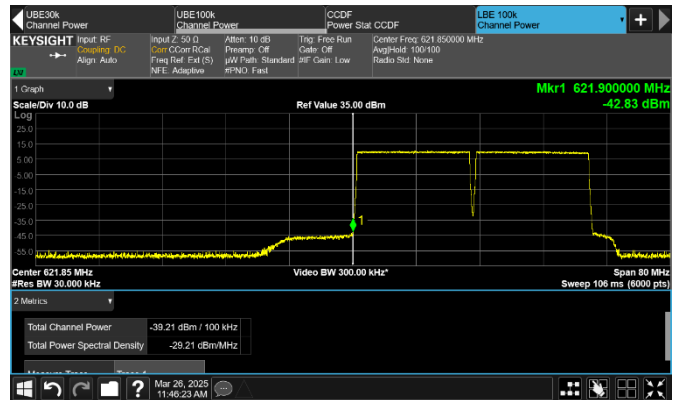 UBE30k
Channel Power
UBE100k
Channel Power
CCDF
Power Stat CCDF
LBE 100k
Channel Power
KEYSIGHT
Input: RF
Coupling: DC
Align: Auto
Input Z: 50 Ω
Corr CCorr RCal
Freq Ref: Ext (S)
NFE: Adaptive
Atten: 10 dB
Preamp: Off
µW Path: Standard
#PNO: Fast
Trig: Free Run
Gate: Off
#IF Gain: Low
Center Freq: 621.850000 MHz
Avg|Hold: 100/100
Radio Std: None
LXI
1 Graph
Scale/Div 10.0 dB
Ref Value 35.00 dBm
Mkr1 621.900000 MHz
-42.83 dBm
Log
25.0
15.0
5.00
-5.00
-15.0
-25.0
-35.0
-45.0
-55.0
1
Center 621.85 MHz
#Res BW 30.000 kHz
Video BW 300.00 kHz*
Span 80 MHz
Sweep 106 ms (6000 pts)
2 Metrics
Total Channel Power -39.21 dBm / 100 kHz
Total Power Spectral Density -29.21 dBm/MHz
Measure Trace Trace 1
?
Mar 26, 2025
11:46:23 AM